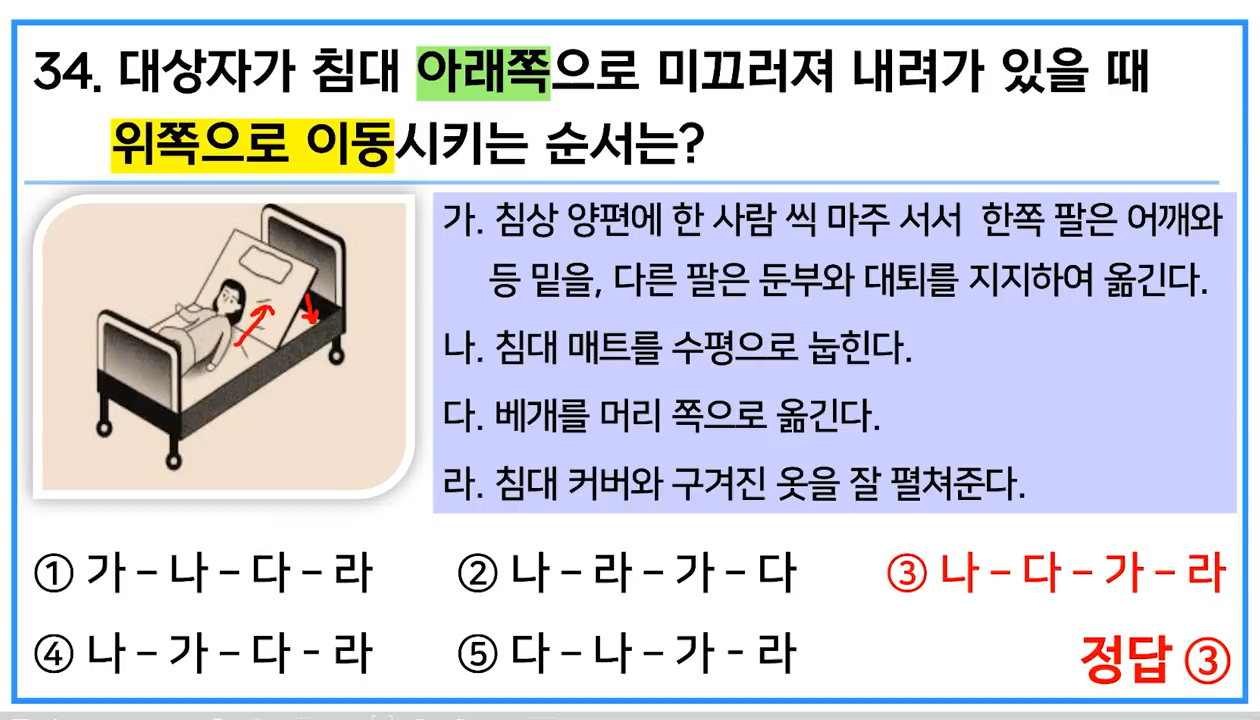 34. 대상자가 침대 아래쪽으로 미끄러져 내려가 있을 때
위쪽으로 이동시키는 순서는?
가. 침상 양편에 한 사람 씩 마주 서서 한쪽 팔은 어깨와
등 밑을, 다른 팔은 둔부와 대퇴를 지지하여 옮긴다.
나. 침대 매트를 수평으로 눕힌다.
다. 베개를 머리 쪽으로 옮긴다.
라. 침대 커버와 구겨진 옷을 잘 펼쳐준다.
① 가 – 나 – 다 – 라 ② 나 – 라 – 가 – 다 ③ 나 – 다 – 가 – 라
④ 나 – 가 – 다 - 라 ⑤ 다 – 나 – 가 - 라 정답 ③